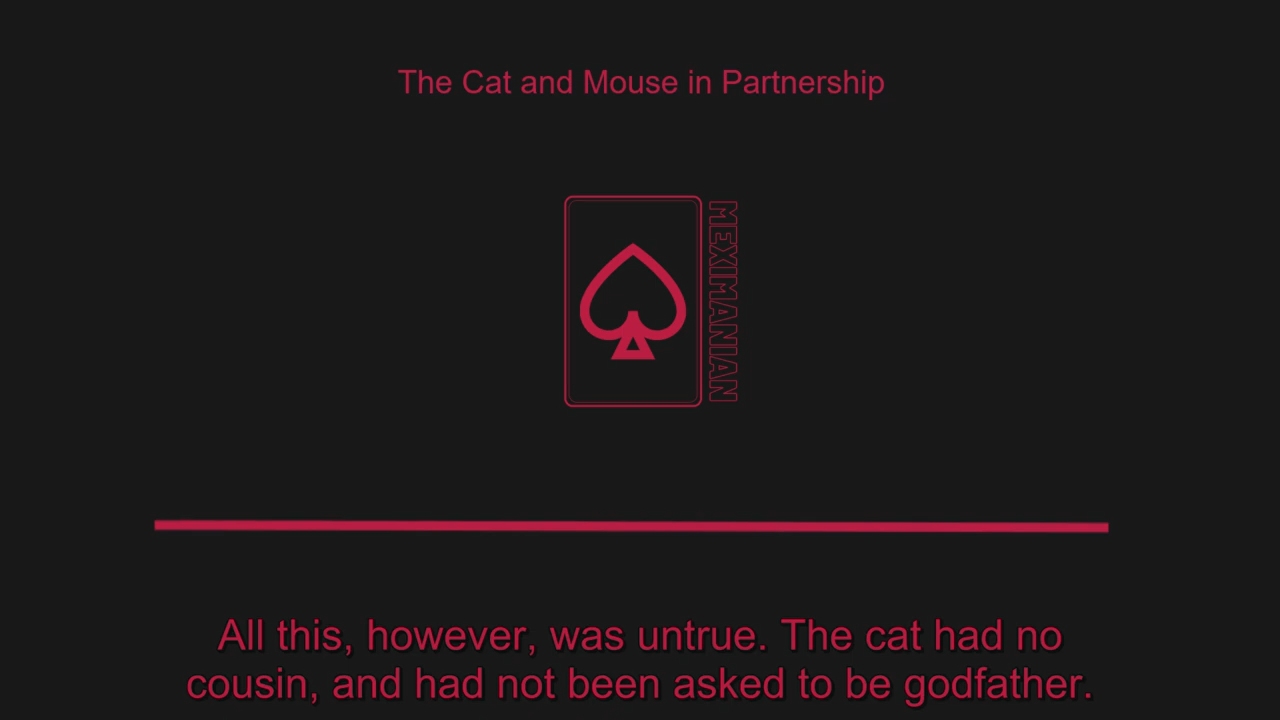 The Cat and Mouse in Partnership
MEXIMANIAN
All this, however, was untrue. The cat had no
cousin, and had not been asked to be godfather.